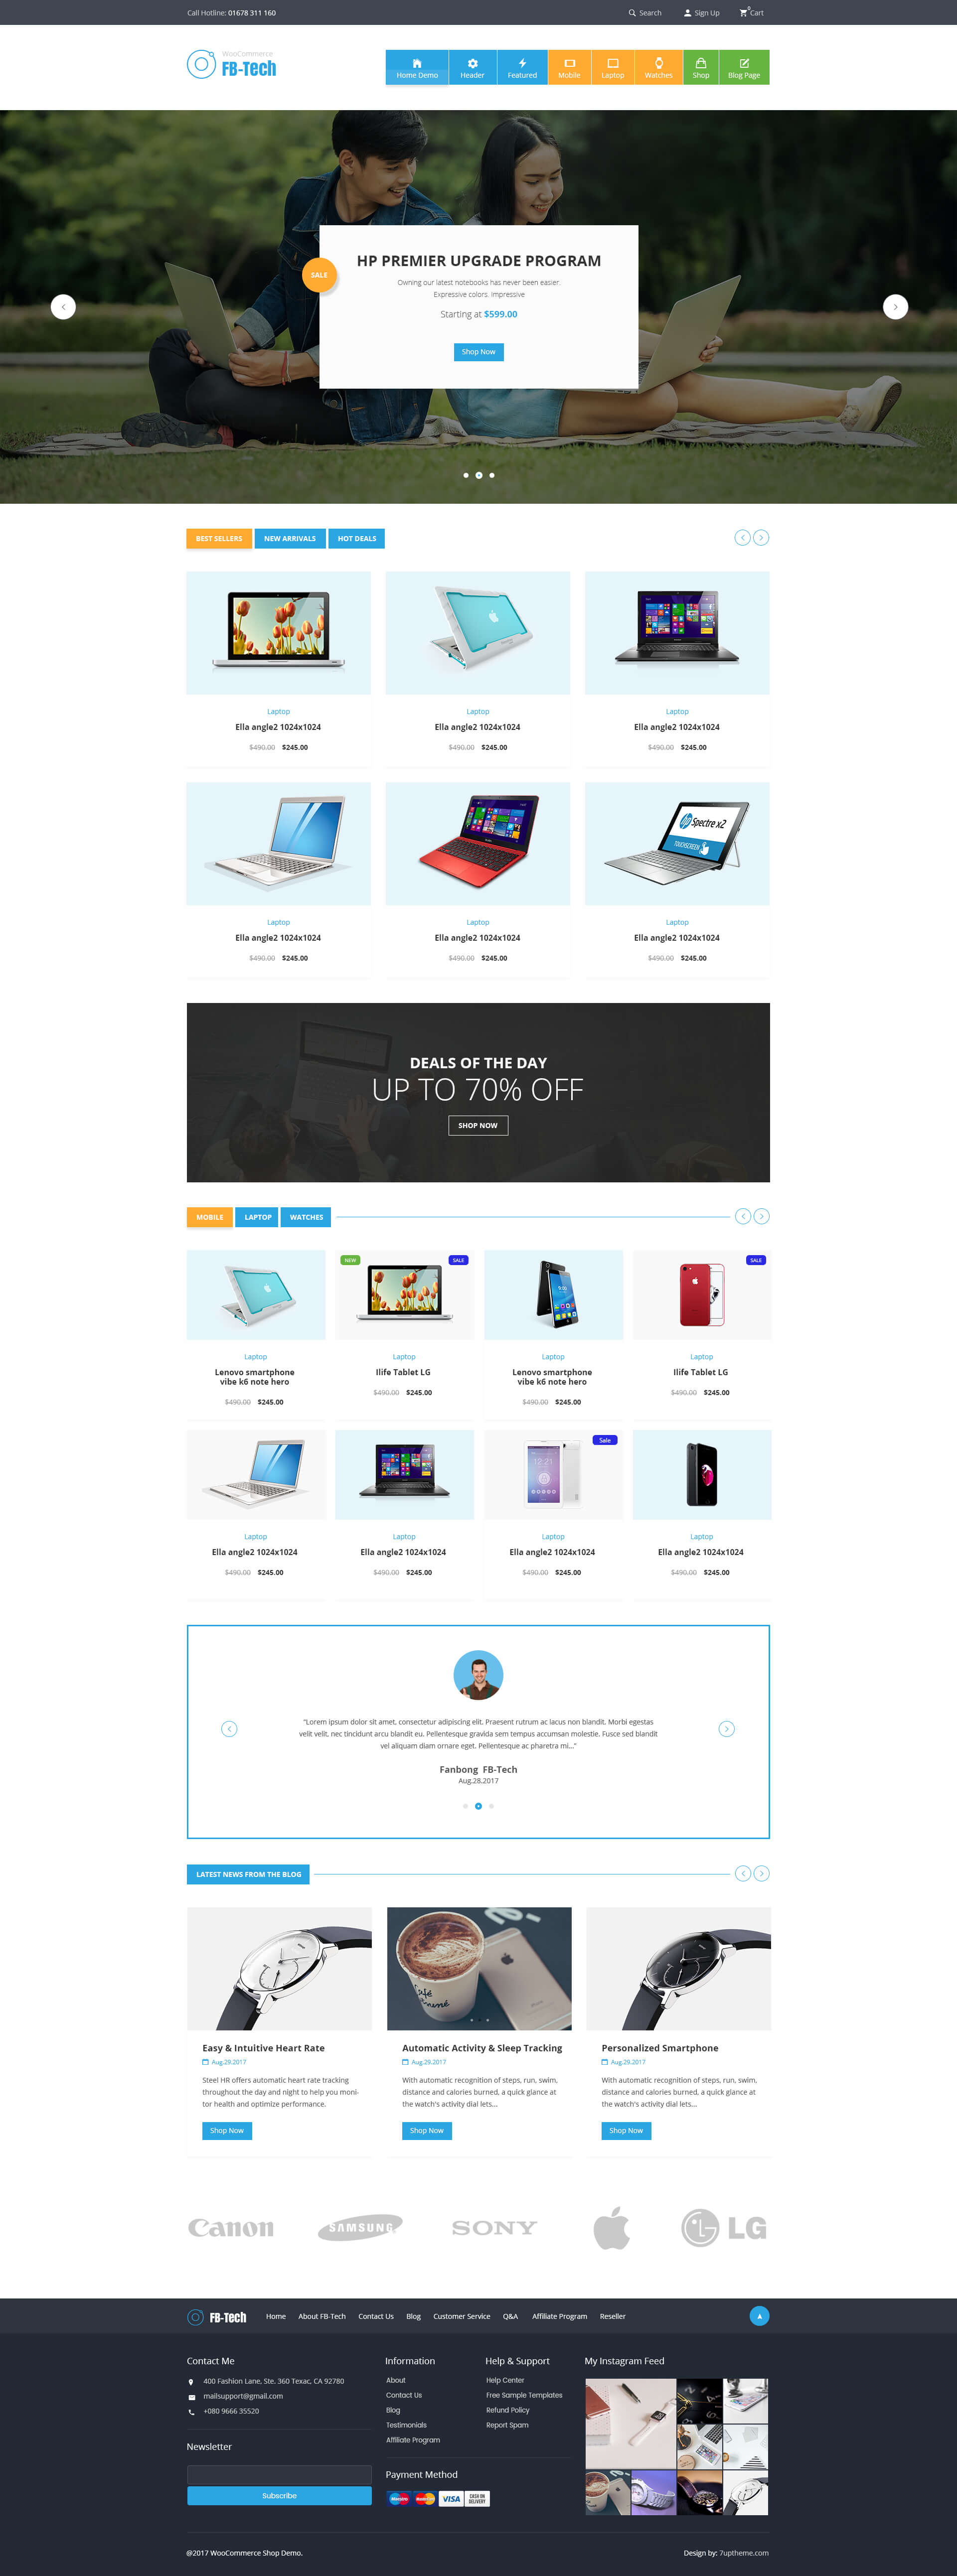 Call Hotline: 01678 311 160
Search
Sign Up
0
Cart
WooCommerce
FB-Tech
Home Demo
Header
Featured
Mobile
Laptop
Watches
Shop
Blog Page
HP PREMIER UPGRADE PROGRAM
SALE
Owning our latest notebooks has never been easier.
Expressive colors. Impressive
Starting at $599.00
Shop Now
BEST SELLERS
NEW ARRIVALS
HOT DEALS
Laptop
Laptop
Laptop
Ella angle2 1024x1024
Ella angle2 1024x1024
Ella angle2 1024x1024
$490.00 $245.00
$490.00 $245.00
$490.00 $245.00
Spectre x2
TOUCHSCREEN
Laptop
Laptop
Laptop
Ella angle2 1024x1024
Ella angle2 1024x1024
Ella angle2 1024x1024
$490.00 $245.00
$490.00 $245.00
$490.00 $245.00
DEALS OF THE DAY
UP TO 70% OFF
SHOP NOW
MOBILE
LAPTOP
WATCHES
NEW
SALE
SALE
Laptop
Laptop
Laptop
Laptop
Lenovo smartphone
vibe k6 note hero
Ilife Tablet LG
Lenovo smartphone
vibe k6 note hero
Ilife Tablet LG
$490.00 $245.00
$490.00 $245.00
$490.00 $245.00
$490.00 $245.00
Sale
12:21
Laptop
Laptop
Laptop
Laptop
Ella angle2 1024x1024
Ella angle2 1024x1024
Ella angle2 1024x1024
Ella angle2 1024x1024
$490.00 $245.00
$490.00 $245.00
$490.00 $245.00
$490.00 $245.00
"Lorem ipsum dolor sit amet, consectetur adipiscing elit. Praesent rutrum ac lacus non blandit. Morbi egestas
velit velit, nec tincidunt arcu blandit eu. Pellentesque gravida sem tempus accumsan molestie. Fusce sed blandit
vel aliquam diam ornare eget. Pellentesque ac pharetra mi..."
Fanbong FB-Tech
Aug.28.2017
LATEST NEWS FROM THE BLOG
Easy & Intuitive Heart Rate
Aug.29.2017
Steel HR offers automatic heart rate tracking
throughout the day and night to help you moni-
tor health and optimize performance.
Shop Now
Automatic Activity & Sleep Tracking
Aug.29.2017
With automatic recognition of steps, run, swim,
distance and calories burned, a quick glance at
the watch's activity dial lets...
Shop Now
Personalized Smartphone
Aug.29.2017
With automatic recognition of steps, run, swim,
distance and calories burned, a quick glance at
the watch's activity dial lets...
Shop Now
Canon
SAMSUNG
SONY
LG
FB-Tech
Home
About FB-Tech
Contact Us
Blog
Customer Service
Q&A
Affiliate Program
Reseller
Contact Me
400 Fashion Lane, Ste. 360 Texac, CA 92780
mailsupport@gmail.com
+080 9666 35520
Newsletter
Subscribe
Information
About
Contact Us
Blog
Testimonials
Affiliate Program
Help & Support
Help Center
Free Sample Templates
Refund Policy
Report Spam
Payment Method
Maestro
MasterCard
VISA
CASH ON
DELIVERY
My Instagram Feed
@2017 WooCommerce Shop Demo.
Design by: 7uptheme.com